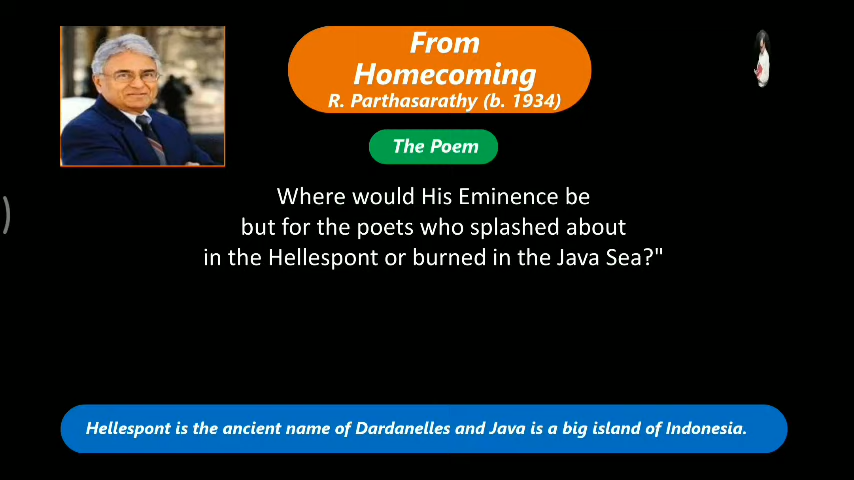 From
Homecoming
R. Parthasarathy (b. 1934)
The Poem
Where would His Eminence be
but for the poets who splashed about
in the Hellespont or burned in the Java Sea?"
Hellespont is the ancient name of Dardanelles and Java is a big island of Indonesia.